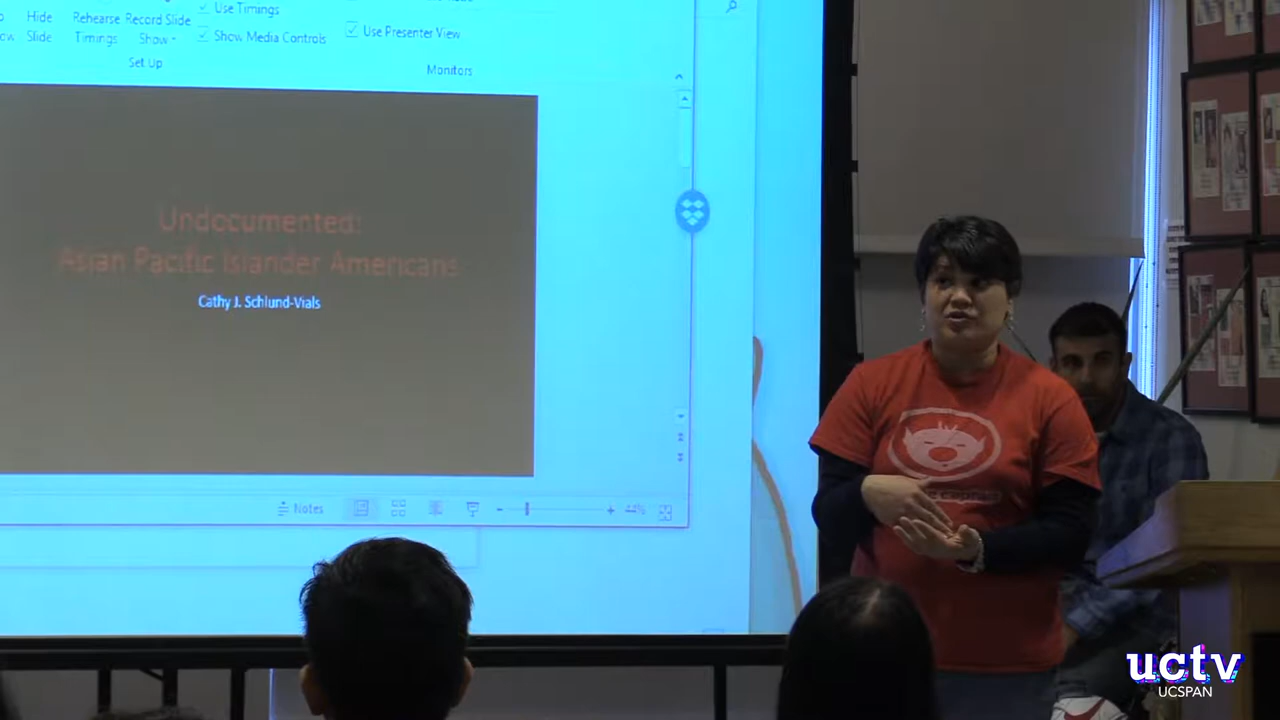 Hide
Slide
Rehearse
Timings
Record Slide
Show
Use Timings
Show Media Controls
Set Up
Use Presenter View
Monitors
Undocumented:
Asian Pacific Islander Americans
Cathy J. Schlund-Vials
Notes
44%
uctv
UCSPAN